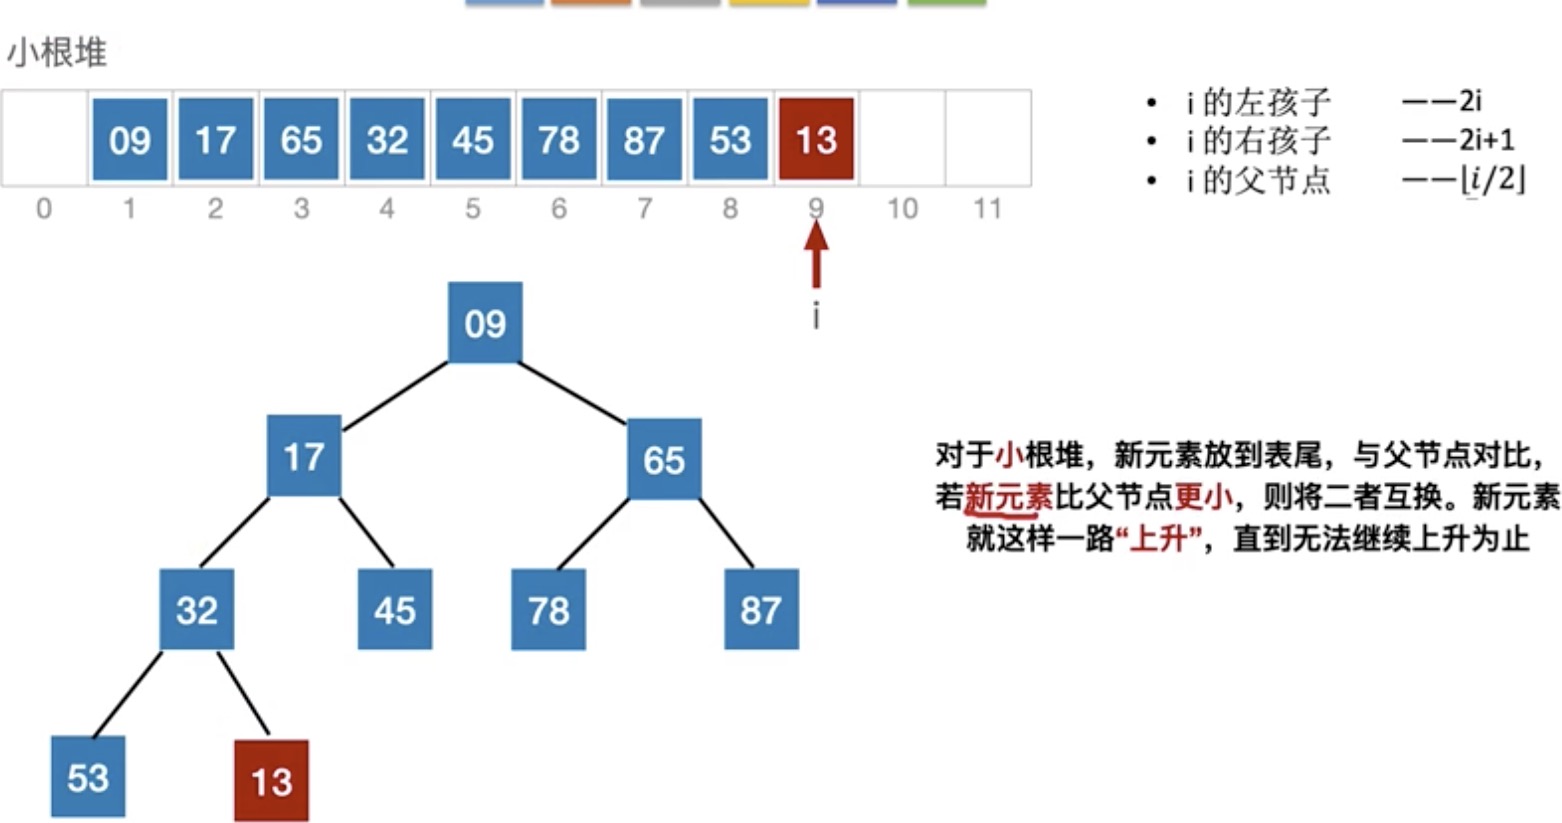 小根堆
09 17 65 32 45 78 87 53 13
0 1 2 3 4 5 6 7 8 9 10 11
i
• i 的左孩子 ——2i
• i 的右孩子 ——2i+1
• i 的父节点 ——⌊i/2⌋
09
17 65
32 45 78 87
53 13
对于小根堆，新元素放到表尾，与父节点对比，
若新元素比父节点更小，则将二者互换。新元素
就这样一路“上升”，直到无法继续上升为止